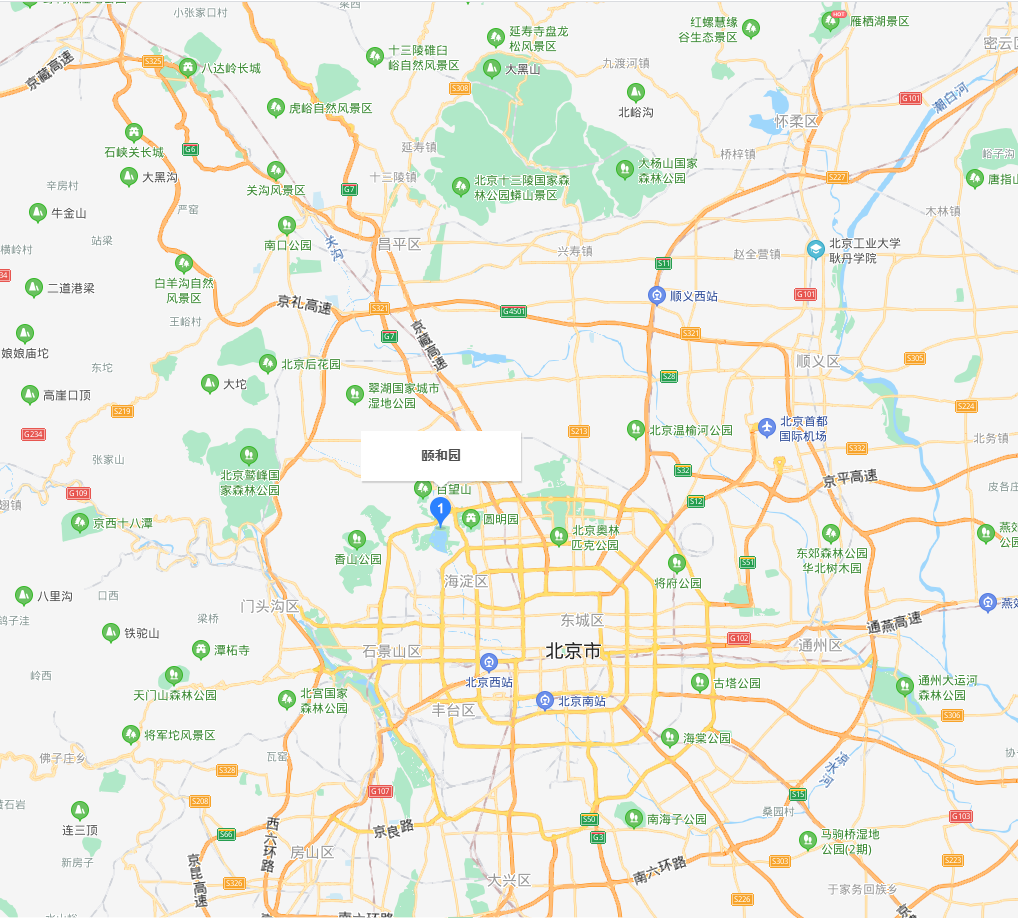 小张家口村
延寿寺盘龙
松风景区
红螺慧缘
谷生态景区
HOT
雁栖湖景区
密云区
京藏高速
S325
八达岭长城
十三陵碓臼
峪自然风景区
大黑山
九渡河镇
S308
北峪沟
G101
潮白河
虎峪自然风景区
怀柔区
石峡关长城
G6
延寿镇
桥梓镇
峪子沟
大黑沟
关沟风景区
G7
十三陵镇
北京十三陵国家森
林公园蟒山景区
大杨山国家
森林公园
S227
唐指山
辛房村
牛金山
严窑
木林镇
横岭村
站梁
南口公园
关沟
昌平区
兴寿镇
赵全营镇
北京工业大学
耿丹学院
S11
白羊沟自然
风景区
二道港梁
顺义西站
G101
王峪村
京礼高速
S321
G4501
京藏高速
G7
S321
娘娘庙坨
东坨
北京后花园
顺义区
S305
大坨
S28
高崖口顶
S219
翠湖国家城市
湿地公园
S224
G234
S213
北京温榆河公园
北京首都
国际机场
北务镇
张家山
颐和园
S332
北京鹫峰国
家森林公园
S32
京平高速
G109
百望山
S12
1
京西十八潭
圆明园
北京奥林
匹克公园
香山公园
东郊森林公园
华北树木园
S51
海淀区
将府公园
八里沟
口西
门头沟区
东城区
梁桥
铁驼山
通燕高速
G102
潭柘寺
石景山区
北京市
通州区
岭西
北京西站
天门山森林公园
北宫国家
森林公园
北京南站
古塔公园
通州大运河
森林公园
丰台区
S306
将军坨风景区
海棠公园
佛子庄乡
瓦窑
S328
凉水河
G107
S15
S208
连三顶
S66
西六环路
京良路
S50
G3
南海子公园
桑园村
G103
马驹桥湿地
公园(2期)
新房子
京昆高速
房山区
南六环路
S303
S223
S326
大兴区
S226
于家务回族乡